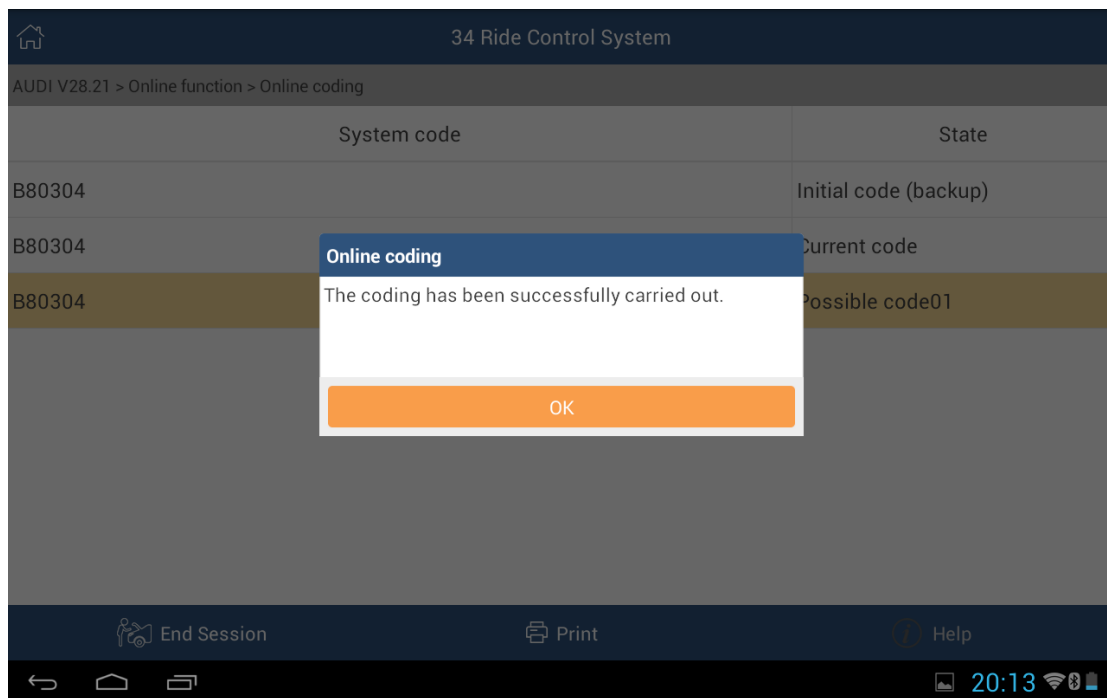 34 Ride Control System
AUDI V28.21 > Online function > Online coding
System code State
B80304 Initial code (backup)
B80304 Current code
B80304 Possible code01
Online coding
The coding has been successfully carried out.
OK
End Session Print Help
20:13